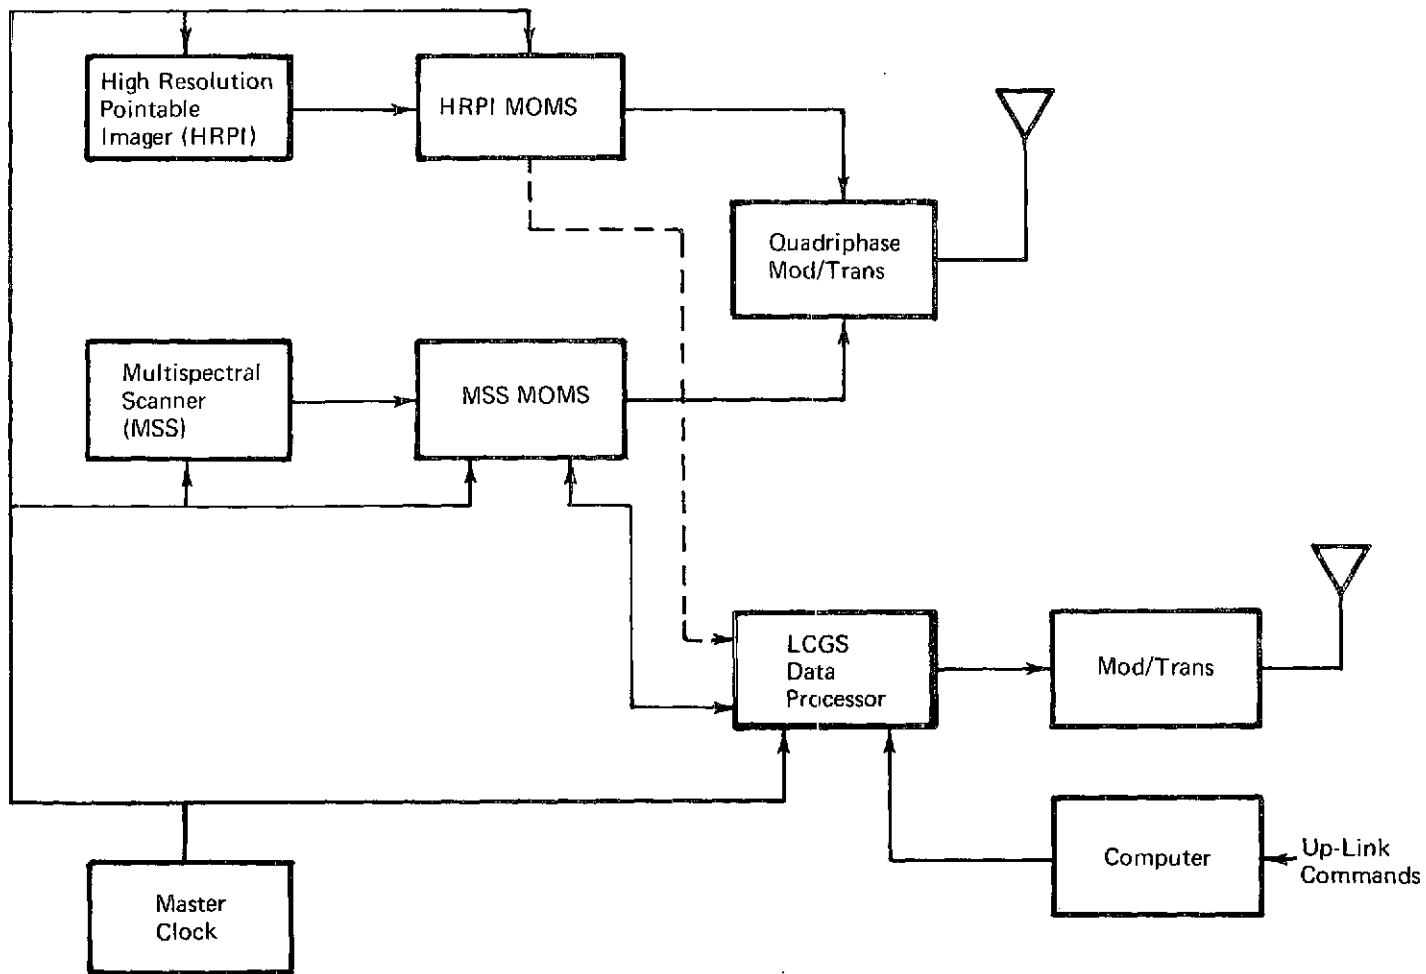 High Resolution
Pointable
Imager (HRPI)
HRPI MOMS
Quadriphase
Mod/Trans
Multispectral
Scanner
(MSS)
MSS MOMS
LCGS
Data
Processor
Mod/Trans
Computer
Up-Link
Commands
Master
Clock